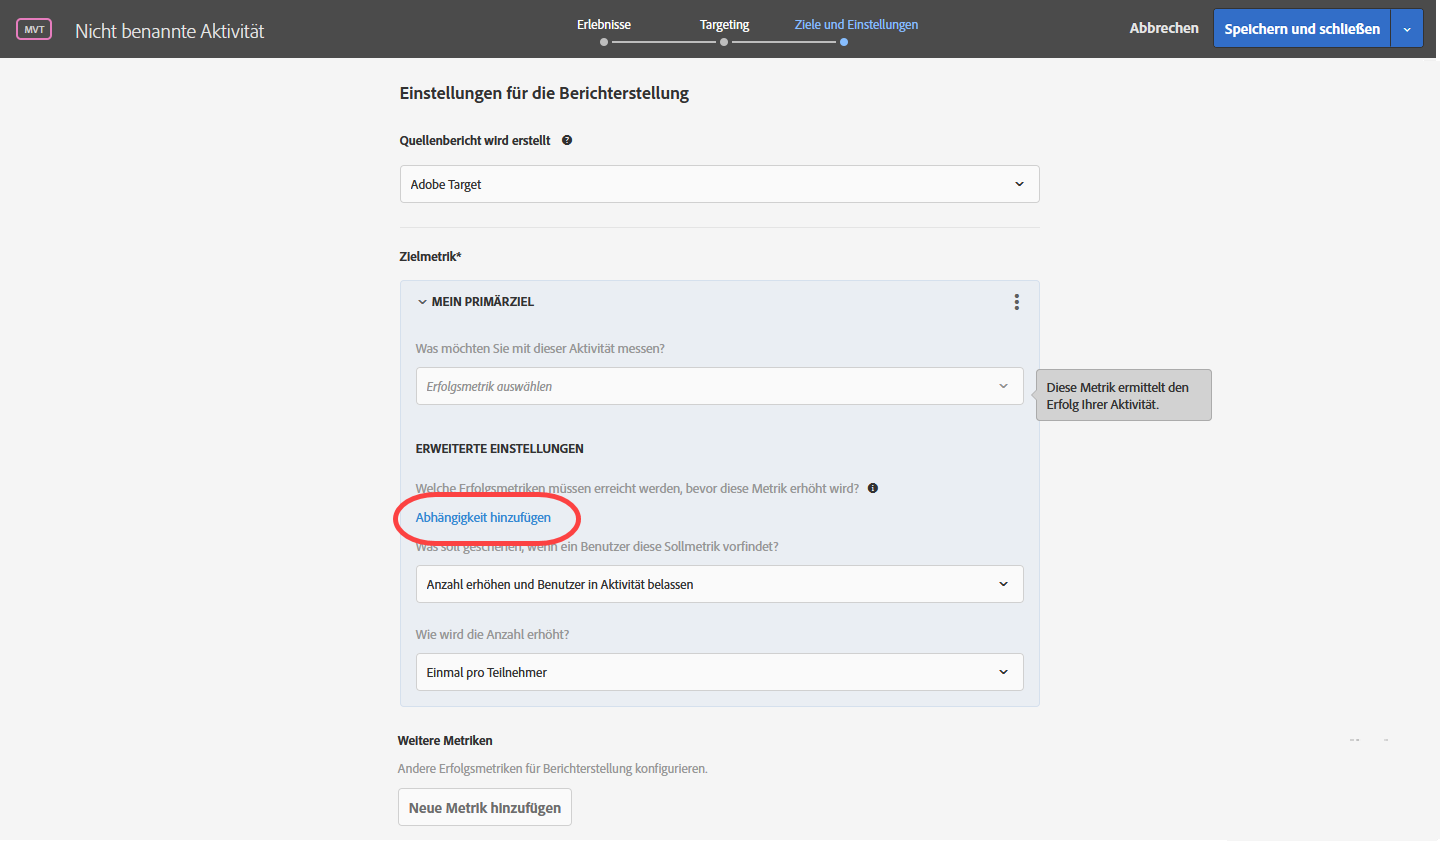 MVT
Nicht benannte Aktivität
Erlebnisse
Targeting
Ziele und Einstellungen
Abbrechen
Speichern und schließen
Einstellungen für die Berichterstellung
Quellenbericht wird erstellt
Adobe Target
Zielmetrik*
MEIN PRIMÄRZIEL
Was möchten Sie mit dieser Aktivität messen?
Erfolgsmetrik auswählen
Diese Metrik ermittelt den
Erfolg Ihrer Aktivität.
ERWEITERTE EINSTELLUNGEN
Welche Erfolgsmetriken müssen erreicht werden, bevor diese Metrik erhöht wird?
Abhängigkeit hinzufügen
Was soll geschehen, wenn ein Benutzer diese Sollmetrik vorfindet?
Anzahl erhöhen und Benutzer in Aktivität belassen
Wie wird die Anzahl erhöht?
Einmal pro Teilnehmer
Weitere Metriken
Andere Erfolgsmetriken für Berichterstellung konfigurieren.
Neue Metrik hinzufügen